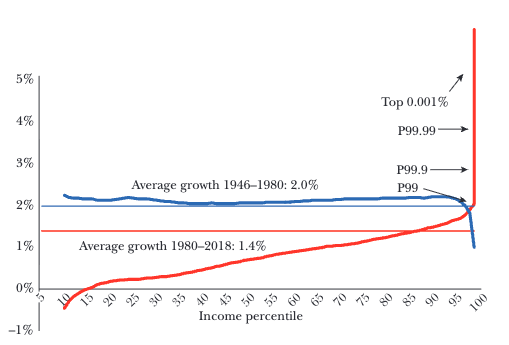 5%
Top 0.001%
4%
P99.99
3%
P99.9
P99
Average growth 1946–1980: 2.0%
2%
1%
Average growth 1980–2018: 1.4%
0%
5 10 15 20 25 30 35 40 45 50 55 60 65 70 75 80 85 90 95 100
Income percentile
–1%